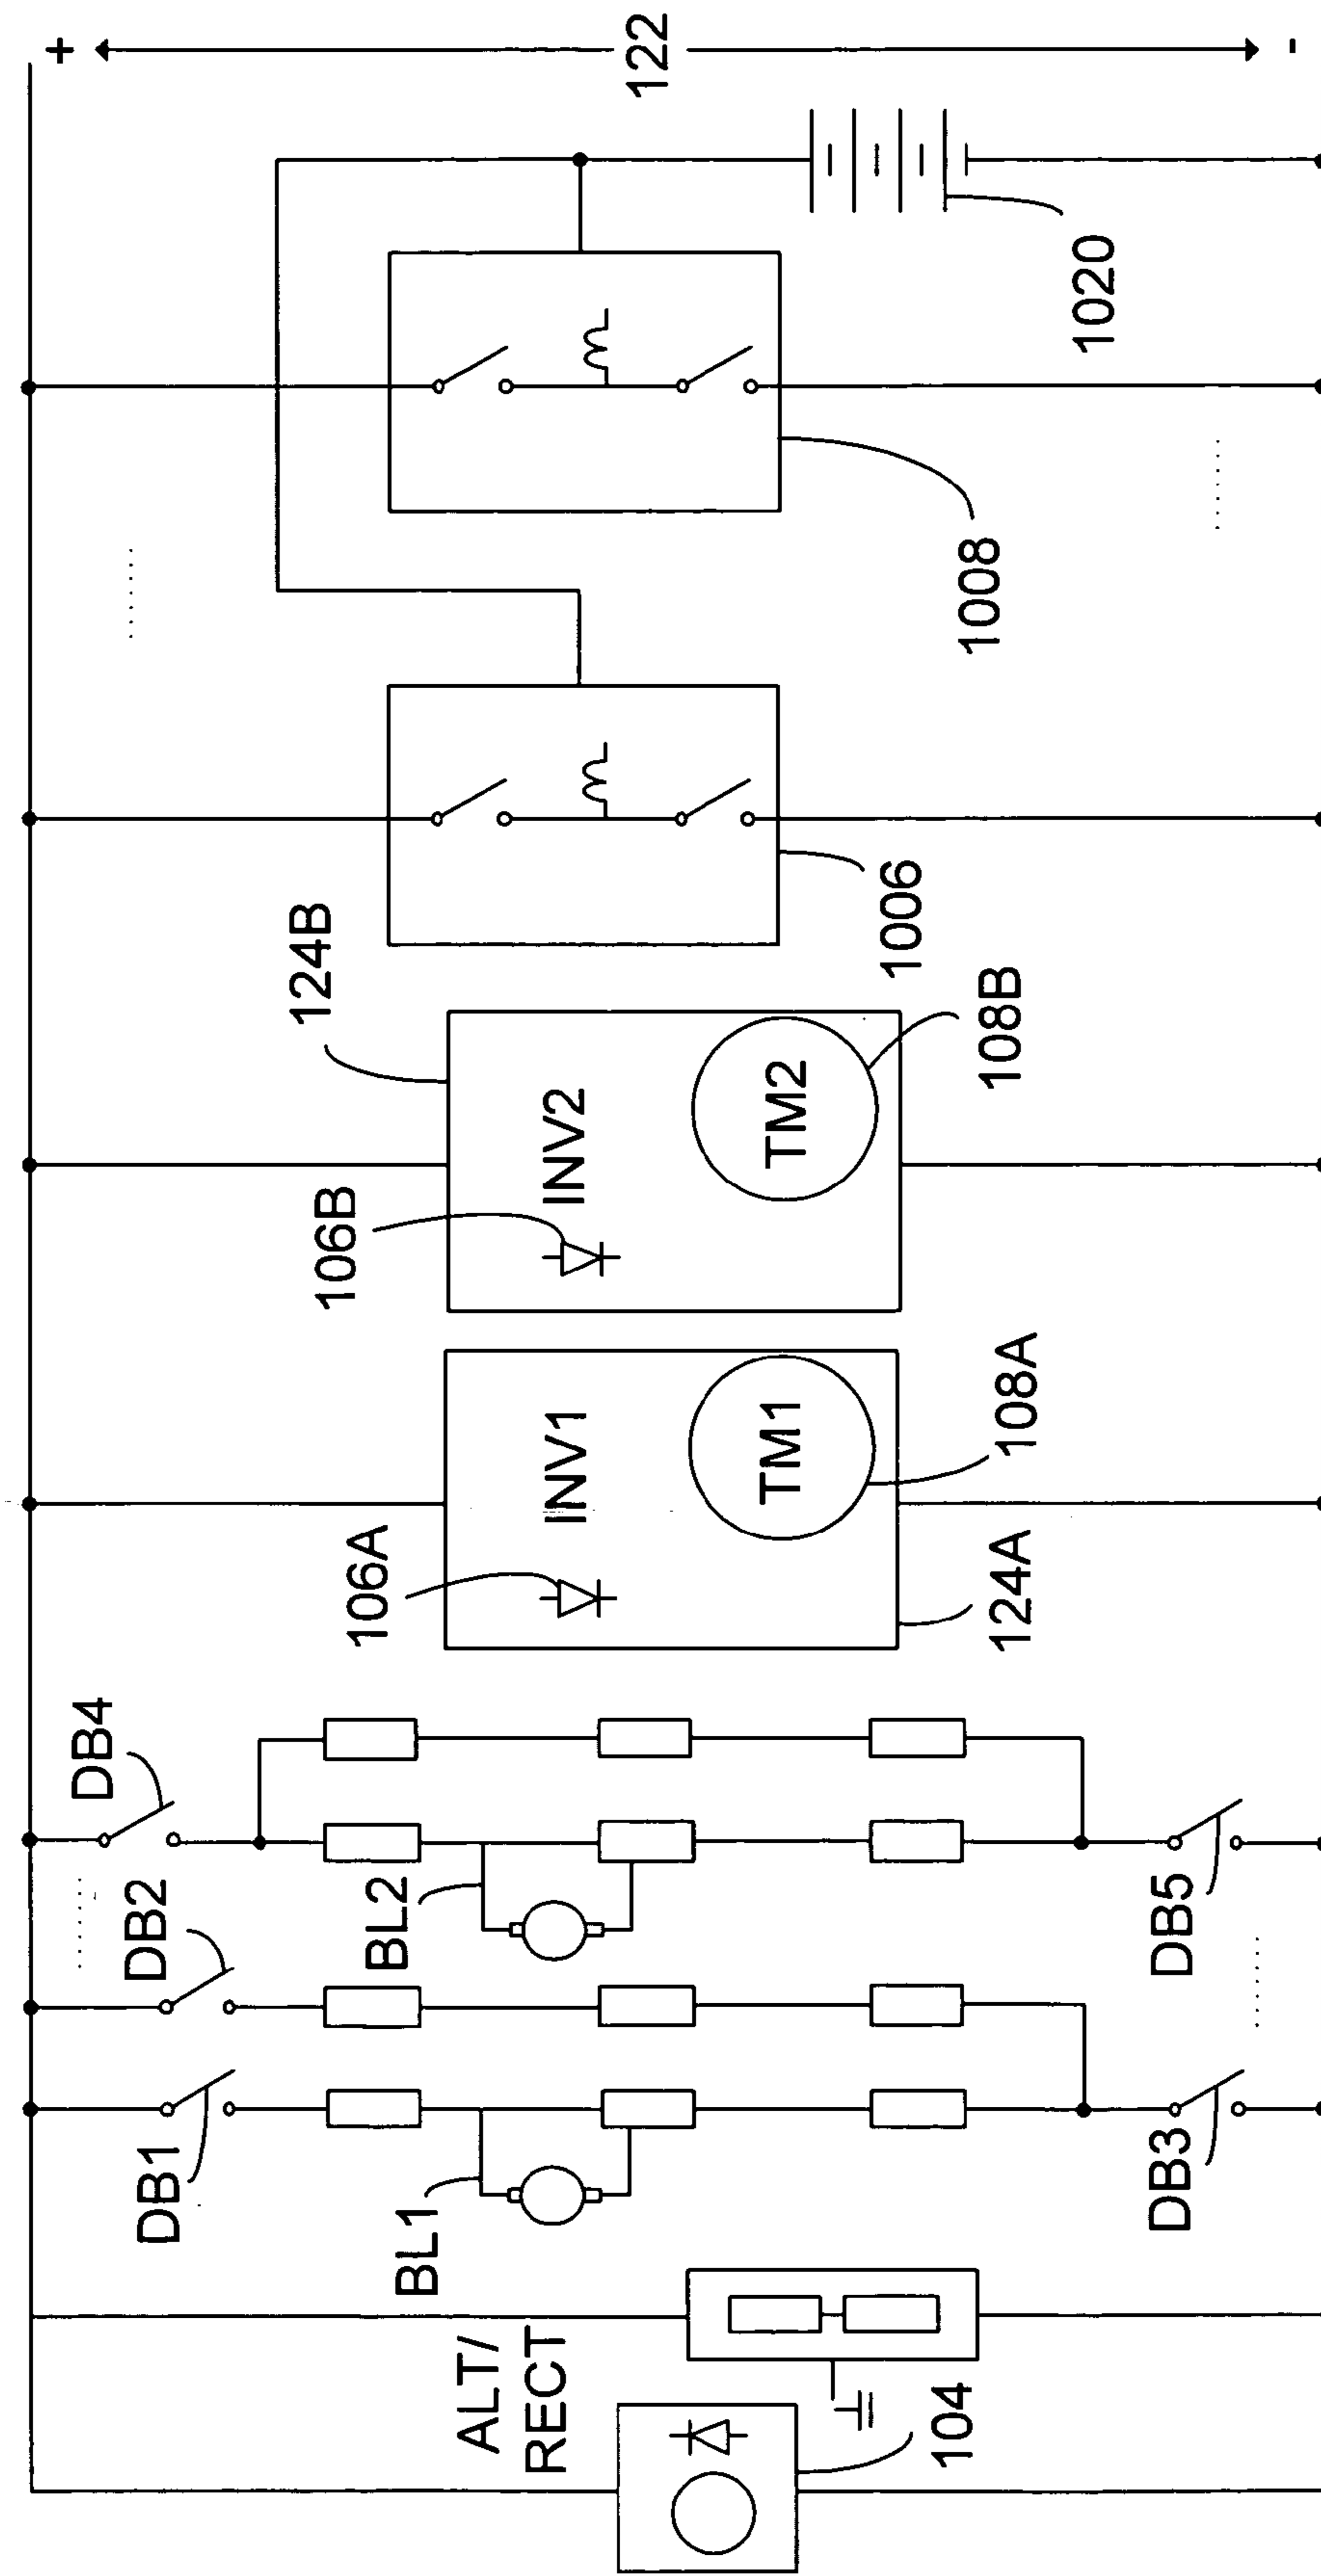 ALT/
RECT
104
BL1
DB1
DB2
DB3
BL2
DB4
DB5
106A
INV1
TM1
124A
108A
106B
INV2
TM2
124B
108B
1006
1008
1020
+
122
-